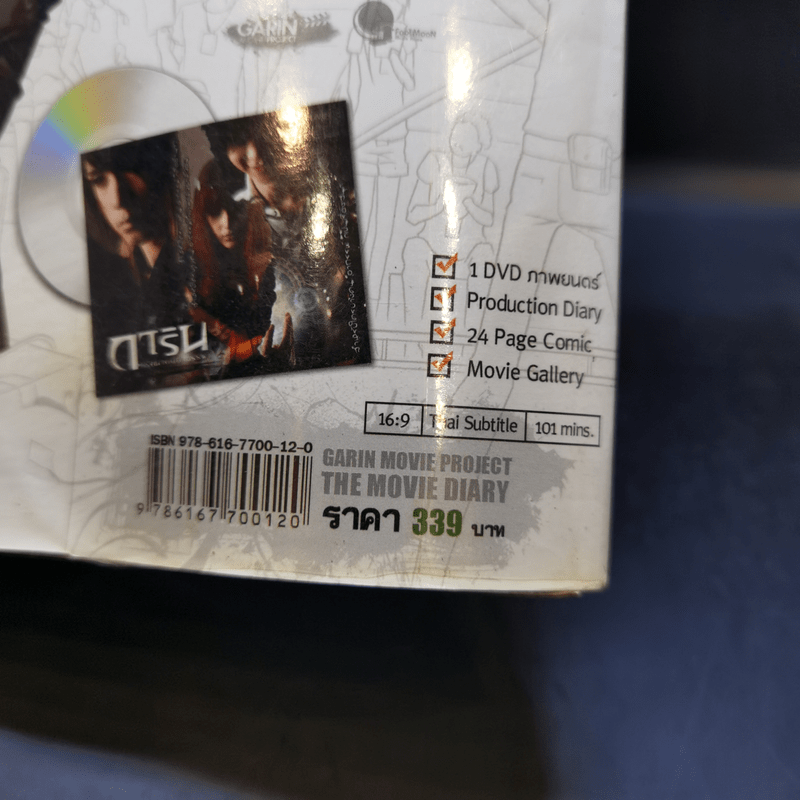 GARIN
1 DVD ภาพยนตร์
Production Diary
24 Page Comic
Movie Gallery
การิน
16:9 Thai Subtitle 101 mins.
ISBN 978-616-7700-12-0
9 786167 700120
GARIN MOVIE PROJECT
THE MOVIE DIARY
ราคา 339 บาท